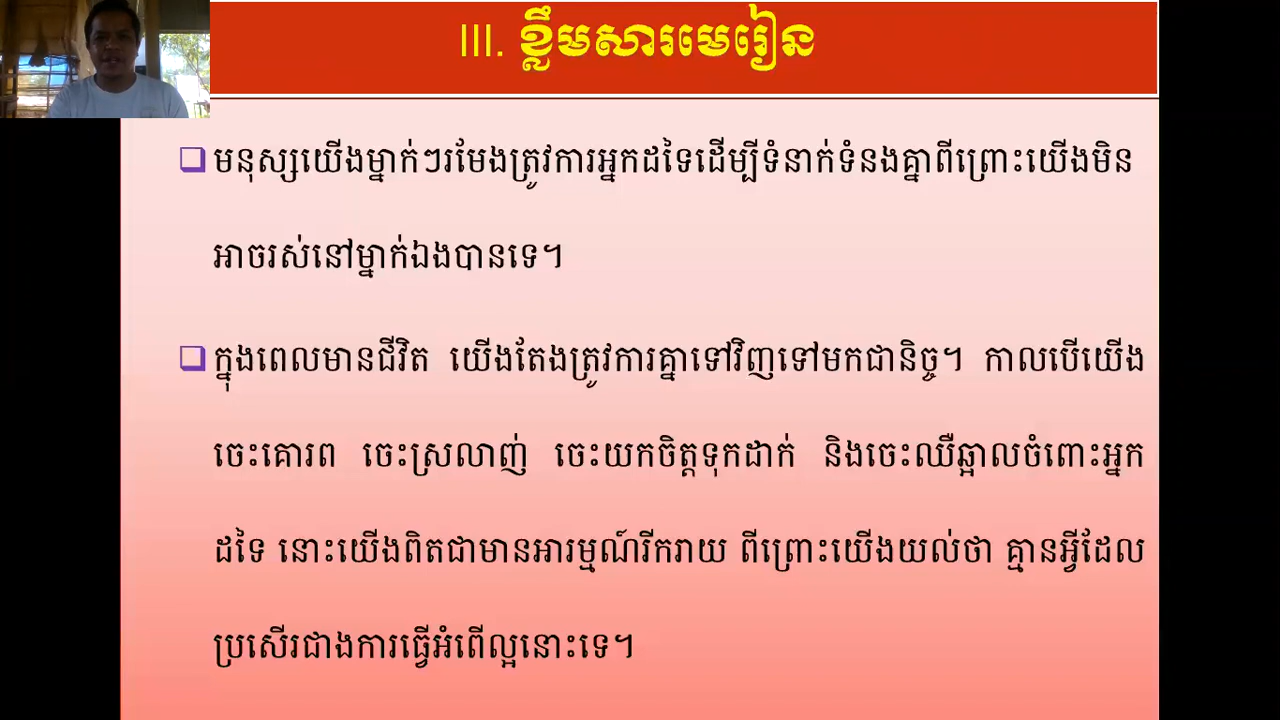 III. ខ្លឹមសារមេរៀន
មនុស្សយើងម្នាក់ៗរមែងត្រូវការអ្នកដទៃដើម្បីទំនាក់ទំនងគ្នាពីព្រោះយើងមិន
អាចរស់នៅម្នាក់ឯងបានទេ។
ក្នុងពេលមានជីវិត យើងតែងត្រូវការគ្នាទៅវិញទៅមកជានិច្ច។ កាលបើយើង
ចេះគោរព ចេះស្រលាញ់ ចេះយកចិត្តទុកដាក់ និងចេះឈឺឆ្អាលចំពោះអ្នក
ដទៃ នោះយើងពិតជាមានអារម្មណ៍រីករាយ ពីព្រោះយើងយល់ថា គ្មានអ្វីដែល
ប្រសើរជាងការធ្វើអំពើល្អនោះទេ។